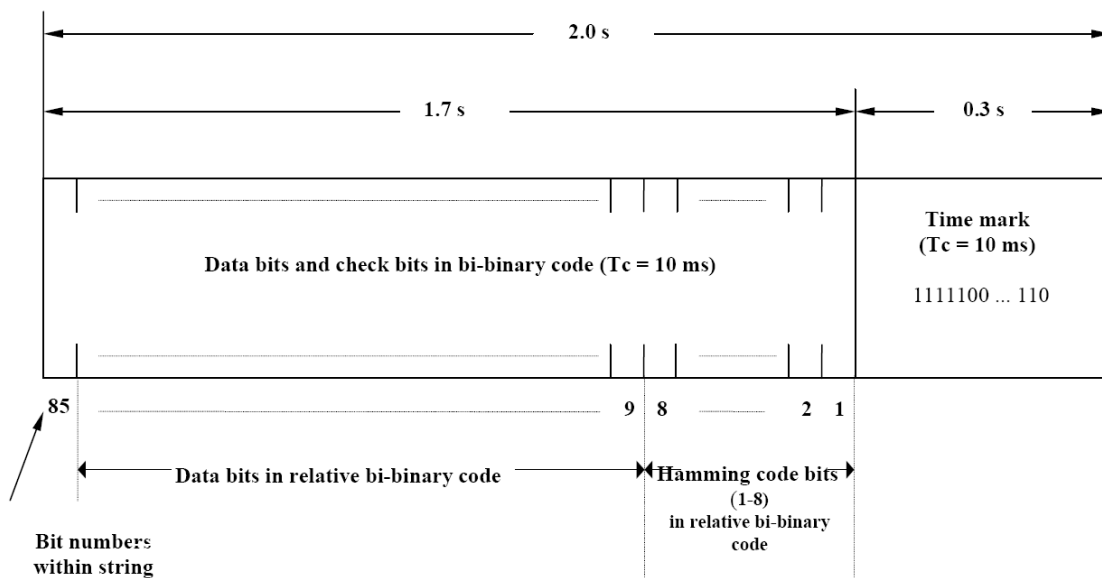 2.0 s
1.7 s
0.3 s
Time mark
(Tc = 10 ms)
Data bits and check bits in bi-binary code (Tc = 10 ms)
1111100 ... 110
85
9
8
2
1
Data bits in relative bi-binary code
Hamming code bits
(1-8)
in relative bi-binary
code
Bit numbers
within string